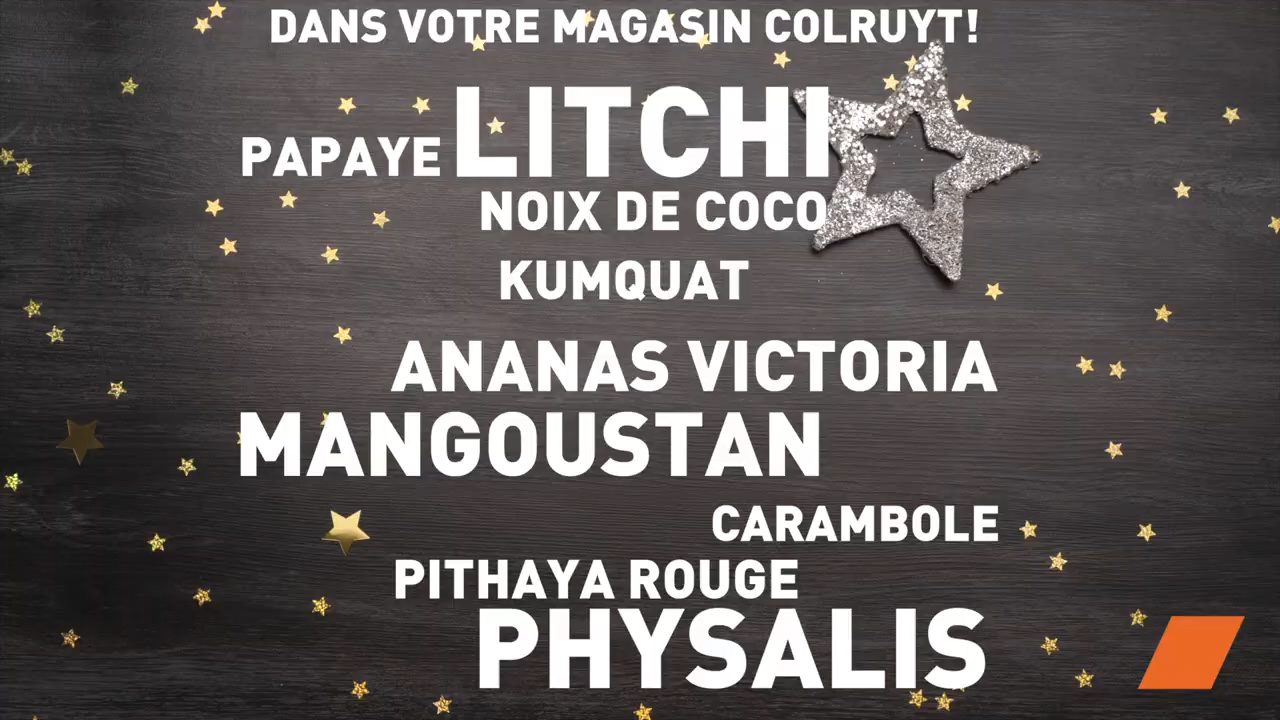 DANS VOTRE MAGASIN COLRUYT!
PAPAYE LITCHI
NOIX DE COCO
KUMQUAT
ANANAS VICTORIA
MANGOUSTAN
CARAMBOLE
PITHAYA ROUGE
PHYSALIS